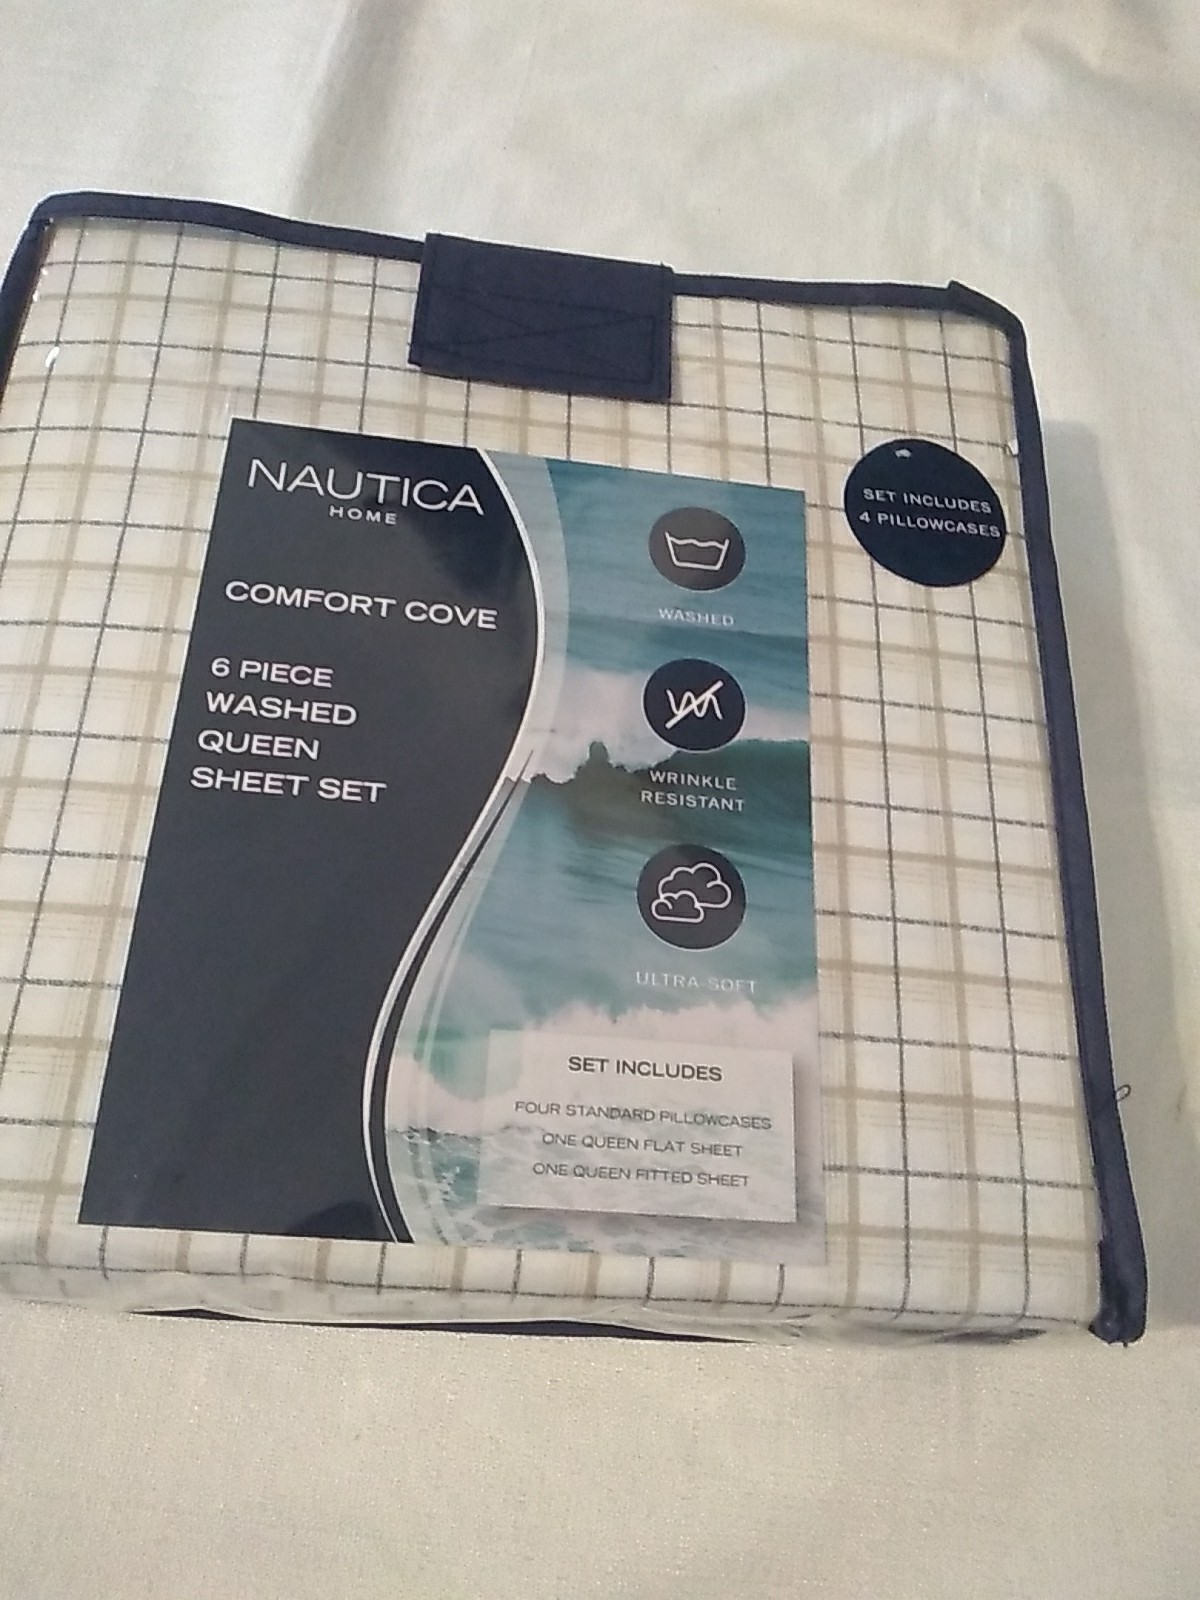 NAUTICA
HOME
COMFORT COVE
6 PIECE
WASHED
QUEEN
SHEET SET
WASHED
WRINKLE
RESISTANT
ULTRA-SOFT
SET INCLUDES
FOUR STANDARD PILLOWCASES
ONE QUEEN FLAT SHEET
ONE QUEEN FITTED SHEET
SET INCLUDES
4 PILLOWCASES